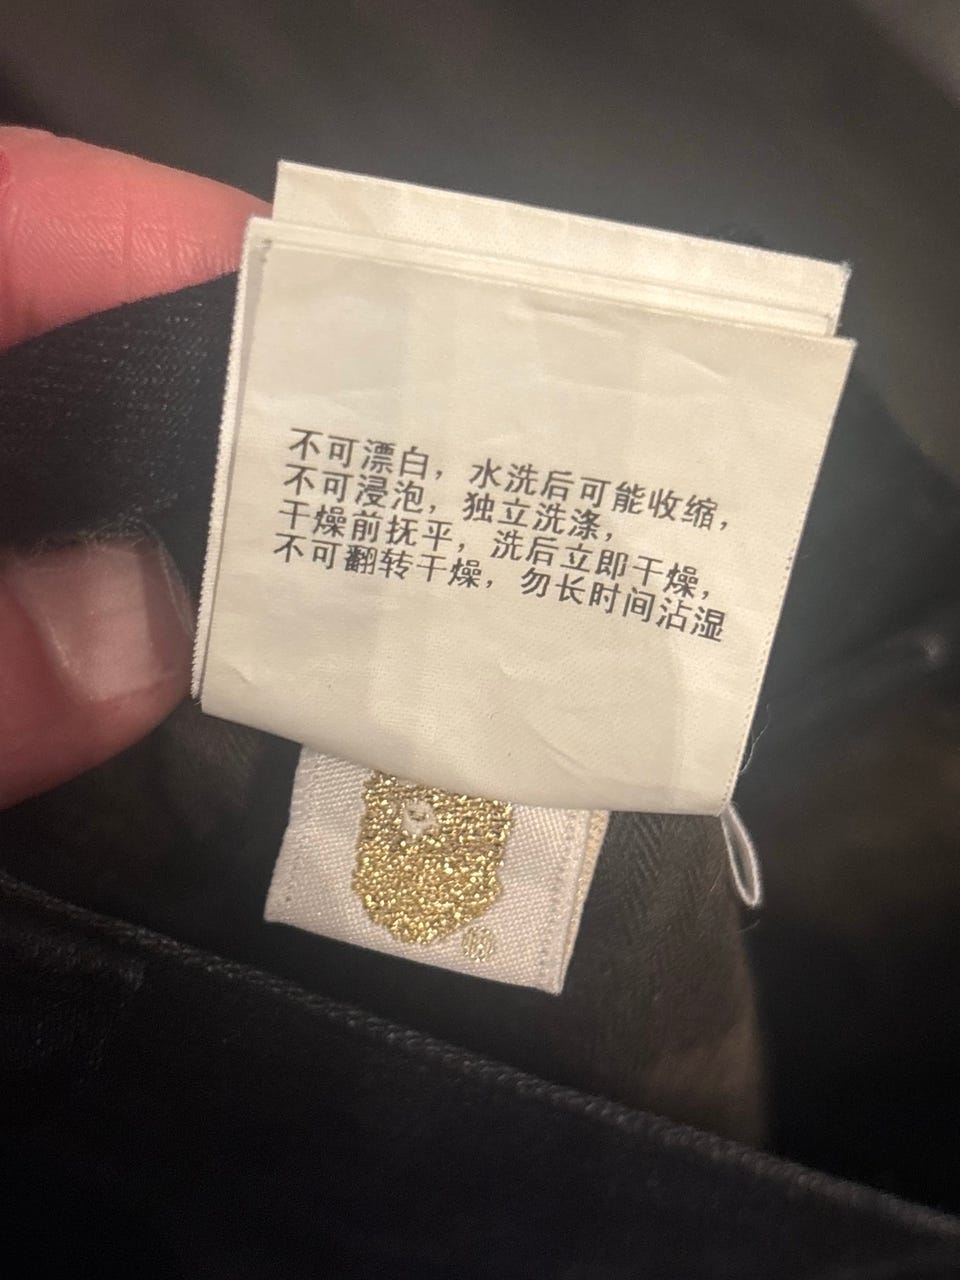 不可漂白，水洗后可能收缩，
不可浸泡，独立洗涤，
干燥前抚平，洗后立即干燥，
不可翻转干燥，勿长时间沾湿
®